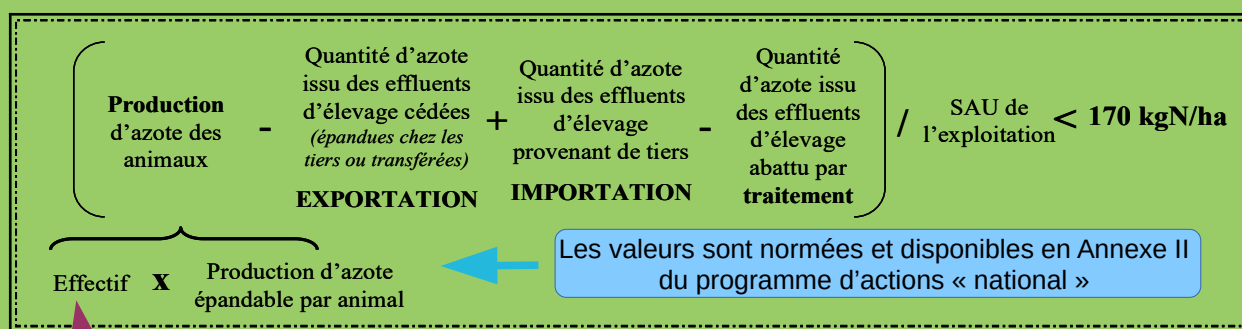 Production
d’azote des
animaux
-
Quantité d’azote
issu des effluents
d’élevage cédées
(épandues chez les
tiers ou transférées)
EXPORTATION
+
Quantité d’azote
issu des effluents
d’élevage
provenant de tiers
IMPORTATION
-
Quantité
d’azote issu
des effluents
d’élevage
abattu par
traitement
/
SAU de
l’exploitation
< 170 kgN/ha
Effectif
x
Production d’azote
épandable par animal
Les valeurs sont normées et disponibles en Annexe II
du programme d’actions « national »